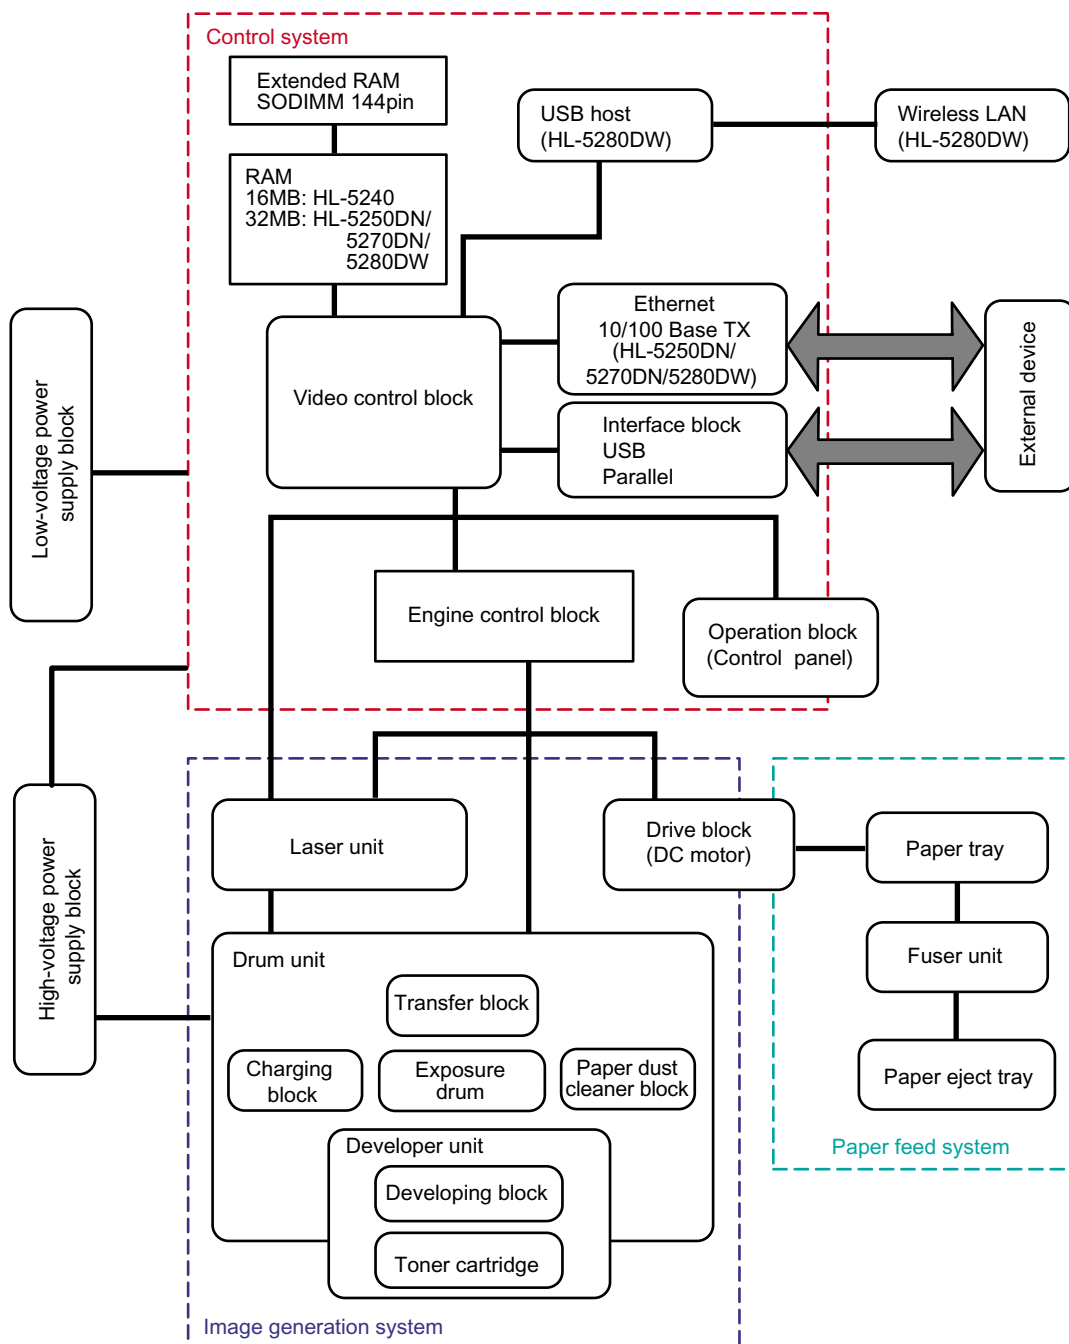 Control system
Extended RAM
SODIMM 144pin
USB host
(HL-5280DW)
Wireless LAN
(HL-5280DW)
RAM
16MB: HL-5240
32MB: HL-5250DN/
5270DN/
5280DW
Ethernet
10/100 Base TX
(HL-5250DN/
5270DN/5280DW)
Video control block
Interface block
USB
Parallel
External device
Low-voltage power
supply block
Engine control block
Operation block
(Control panel)
High-voltage power
supply block
Laser unit
Drive block
(DC motor)
Paper tray
Fuser unit
Paper eject tray
Paper feed system
Drum unit
Transfer block
Charging
block
Exposure
drum
Paper dust
cleaner block
Developer unit
Developing block
Toner cartridge
Image generation system